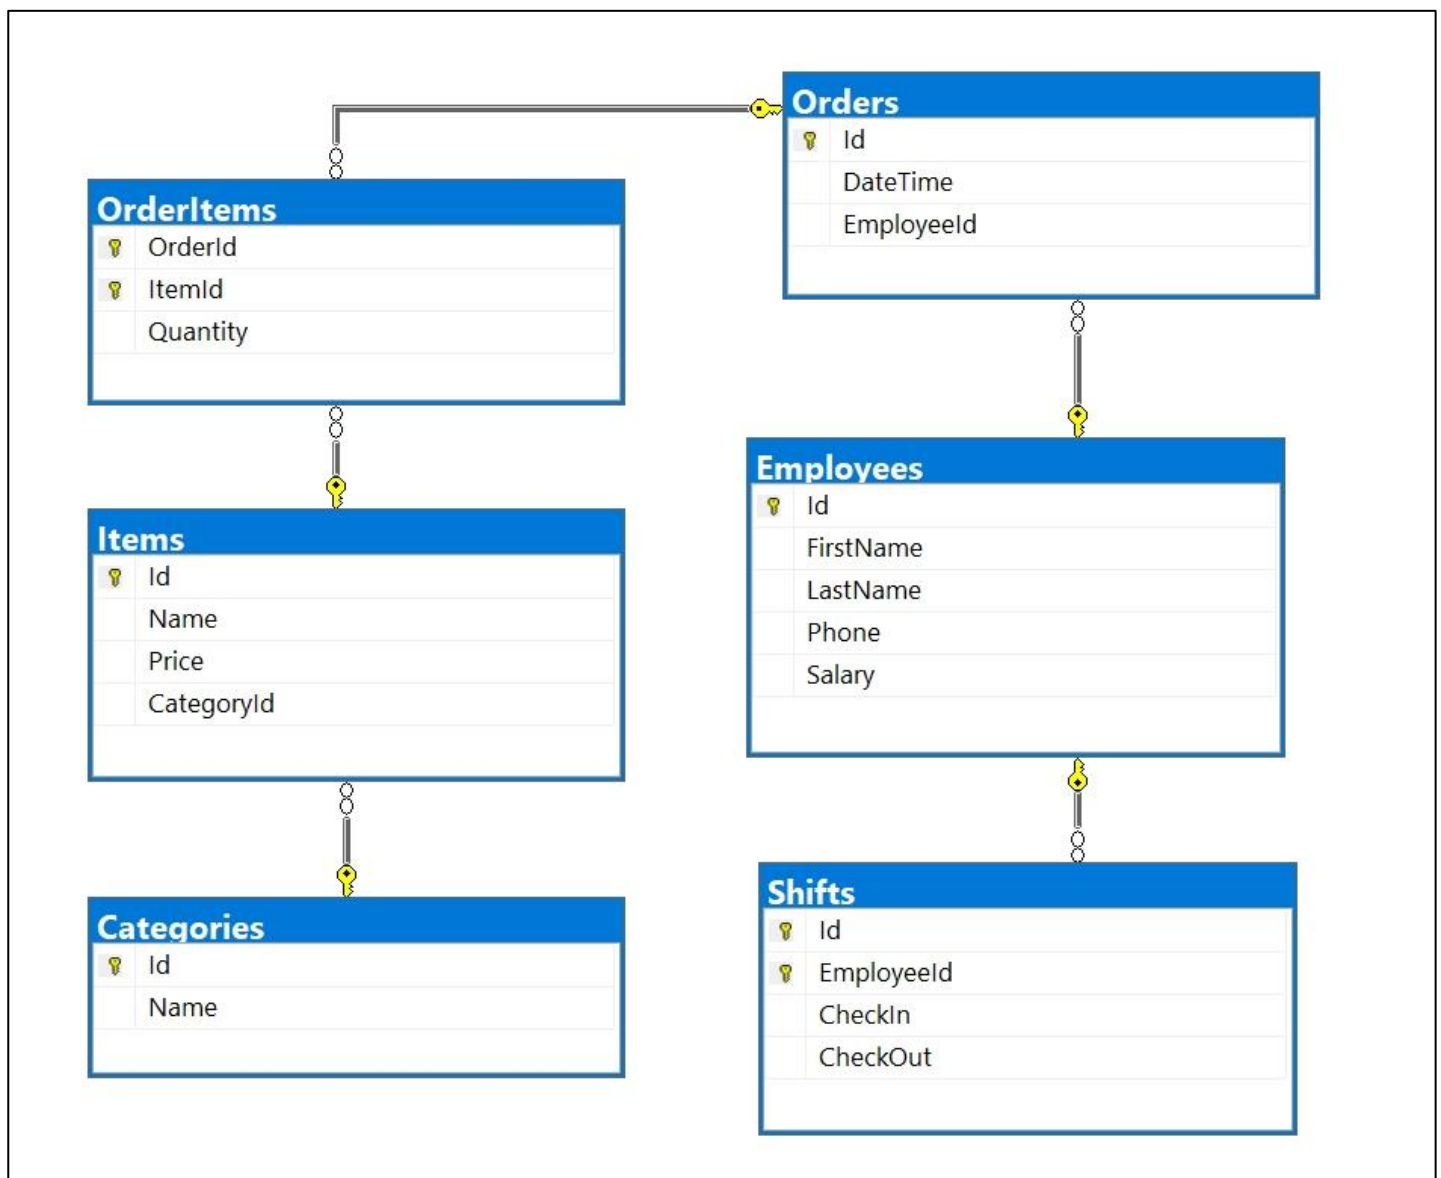 Orders
Id
DateTime
EmployeeId
OrderItems
OrderId
ItemId
Quantity
Employees
Id
FirstName
LastName
Phone
Salary
Items
Id
Name
Price
CategoryId
Shifts
Id
EmployeeId
CheckIn
CheckOut
Categories
Id
Name